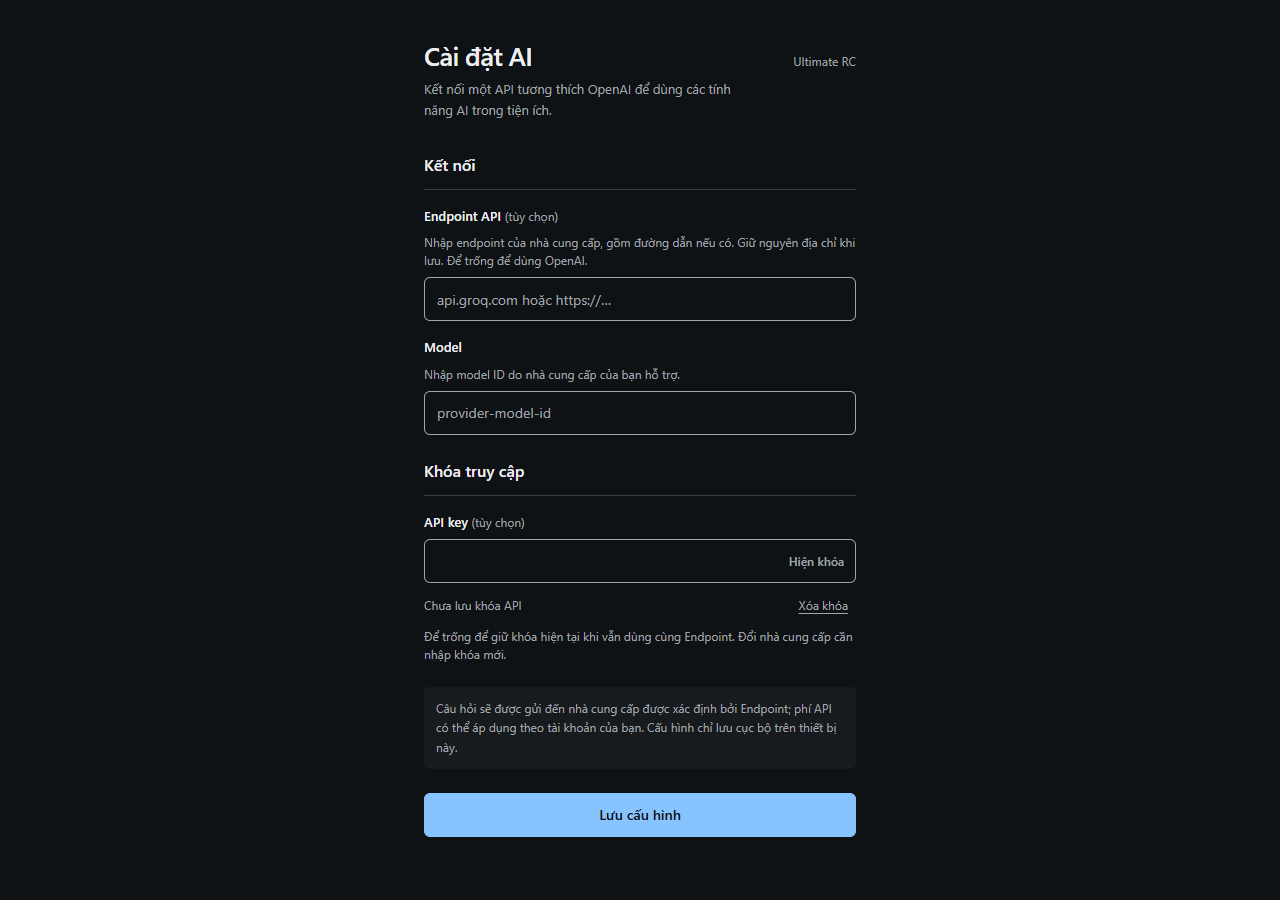 Cài đặt AI
Ultimate RC
Kết nối một API tương thích OpenAI để dùng các tính
năng AI trong tiện ích.
Kết nối
Endpoint API (tùy chọn)
Nhập endpoint của nhà cung cấp, gồm đường dẫn nếu có. Giữ nguyên địa chỉ khi
lưu. Để trống để dùng OpenAI.
api.groq.com hoặc https://...
Model
Nhập model ID do nhà cung cấp của bạn hỗ trợ.
provider-model-id
Khóa truy cập
API key (tùy chọn)
Hiện khóa
Chưa lưu khóa API
Xóa khóa
Để trống để giữ khóa hiện tại khi vẫn dùng cùng Endpoint. Đổi nhà cung cấp cần
nhập khóa mới.
Câu hỏi sẽ được gửi đến nhà cung cấp được xác định bởi Endpoint; phí API
có thể áp dụng theo tài khoản của bạn. Cấu hình chỉ lưu cục bộ trên thiết bị
này.
Lưu cấu hình